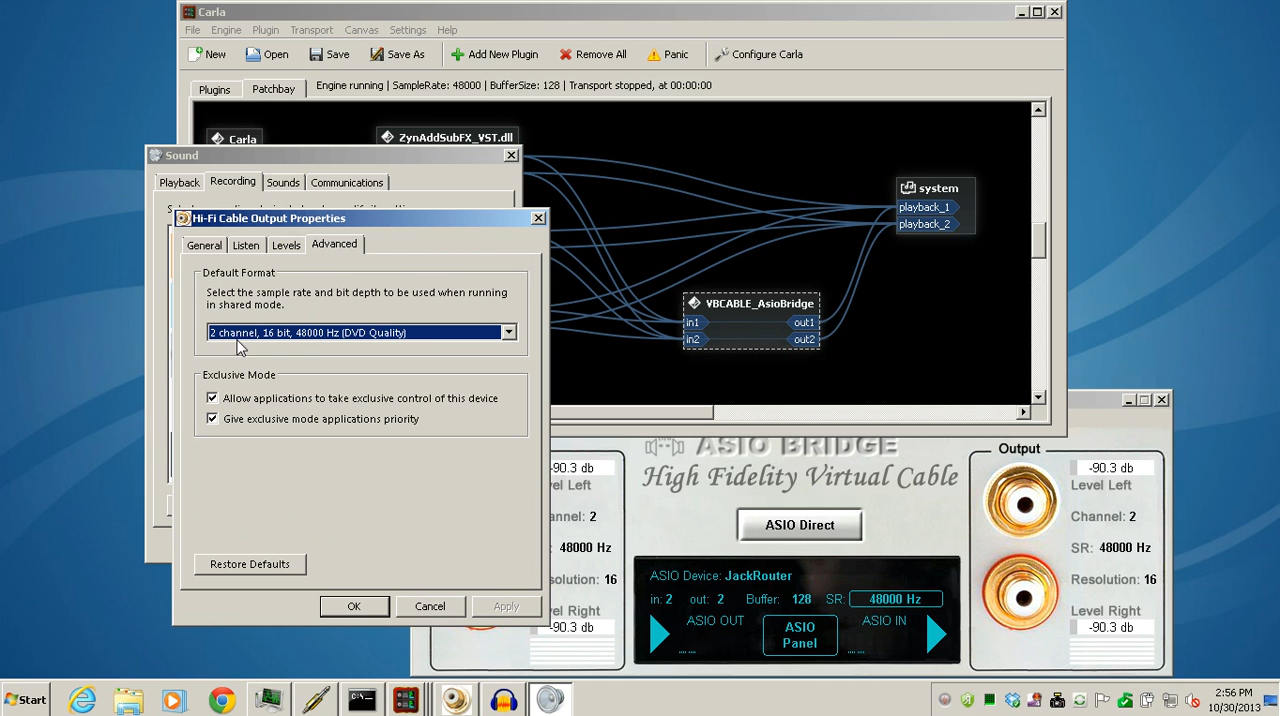 Carla
File Engine Plugin Transport Canvas Settings Help
New Open Save Save As Add New Plugin Remove All Panic Configure Carla
Plugins Patchbay Engine running | SampleRate: 48000 | BufferSize: 128 | Transport stopped, at 00:00:00
Carla
ZynAddSubFX_VST.dll
system
playback_1
playback_2
VBCABLE_AsioBridge
in1 out1
in2 out2
Sound
Playback Recording Sounds Communications
Hi-Fi Cable Output Properties
General Listen Levels Advanced
Default Format
Select the sample rate and bit depth to be used when running
in shared mode.
2 channel, 16 bit, 48000 Hz (DVD Quality)
Exclusive Mode
Allow applications to take exclusive control of this device
Give exclusive mode applications priority
Restore Defaults
OK Cancel Apply
ASIO BRIDGE
High Fidelity Virtual Cable
ASIO Direct
-90.3 db
Level Left
annel: 2
48000 Hz
tion: 16
Level Right
-90.3 db
ASIO Device: JackRouter
in: 2 out: 2 Buffer: 128 SR: 48000 Hz
ASIO OUT ASIO Panel ASIO IN
Output
-90.3 db
Level Left
Channel: 2
SR: 48000 Hz
Resolution: 16
Level Right
-90.3 db
Start
2:56 PM
10/30/2013